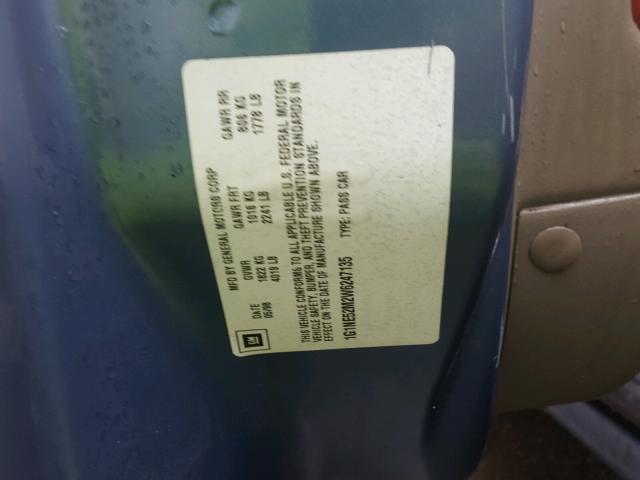 GM
MFD BY GENERAL MOTORS CORP
DATE GVWR GAWR FRT GAWR RR
05/98 1822 KG 1016 KG 806 KG
4019 LB 2241 LB 1778 LB
THIS VEHICLE CONFORMS TO ALL APPLICABLE U.S. FEDERAL MOTOR
VEHICLE SAFETY, BUMPER, AND THEFT PREVENTION STANDARDS IN
EFFECT ON THE DATE OF MANUFACTURE SHOWN ABOVE.
1G1NE52M2W6247135 TYPE: PASS CAR